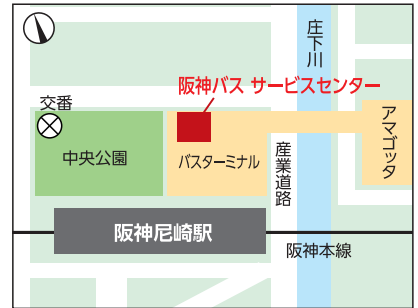 庄下川
阪神バス サービスセンター
交番
アマゴッタ
中央公園
バスターミナル
産業道路
阪神尼崎駅
阪神本線